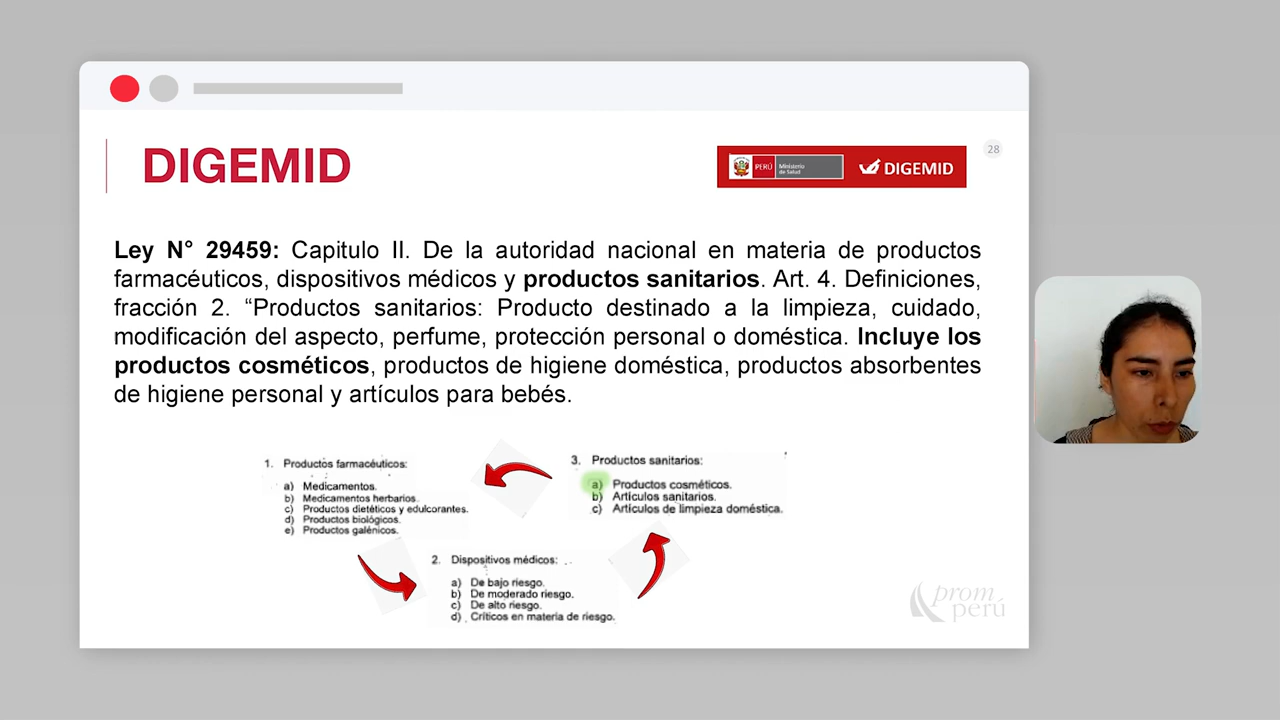 28
DIGEMID
PERÚ
Ministerio
de Salud
DIGEMID
Ley N° 29459: Capitulo II. De la autoridad nacional en materia de productos
farmacéuticos, dispositivos médicos y productos sanitarios. Art. 4. Definiciones,
fracción 2. “Productos sanitarios: Producto destinado a la limpieza, cuidado,
modificación del aspecto, perfume, protección personal o doméstica. Incluye los
productos cosméticos, productos de higiene doméstica, productos absorbentes
de higiene personal y artículos para bebés.
1. Productos farmacéuticos:
a) Medicamentos.
b) Medicamentos herbarios.
c) Productos dietéticos y edulcorantes.
d) Productos biológicos.
e) Productos galénicos.
3. Productos sanitarios:
a) Productos cosméticos.
b) Artículos sanitarios.
c) Artículos de limpieza doméstica.
2. Dispositivos médicos:
a) De bajo riesgo.
b) De moderado riesgo.
c) De alto riesgo.
d) Críticos en materia de riesgo.
prom
perú